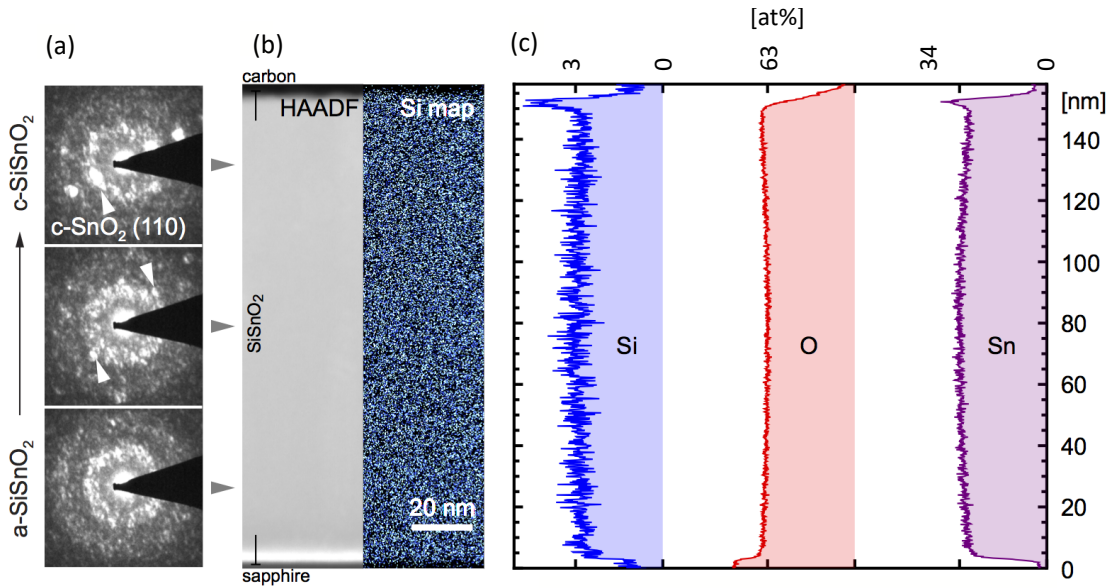 [at%]
(a)
(b)
(c)
3
0
63
34
0
carbon
HAADF
Si map
[nm]
c-SiSnO₂
c-SnO₂ (110)
a-SiSnO₂
SiSnO₂
20 nm
sapphire
Si
O
Sn
140
120
100
80
60
40
20
0